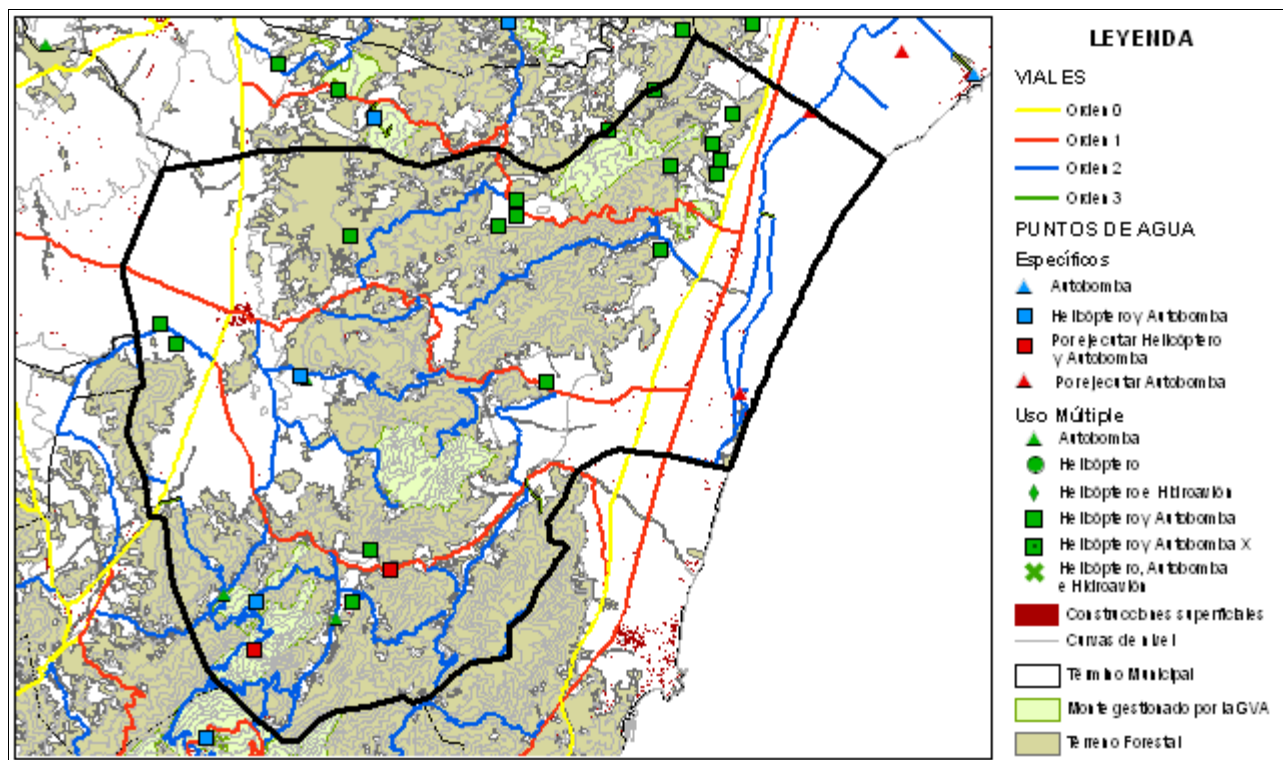 LEYENDA
VIALES
Orden 0
Orden 1
Orden 2
Orden 3
PUNTOS DE AGUA
Específicos
Autobomba
Helicóptero y Autobomba
Por ejecutar Helicóptero
y Autobomba
Por ejecutar Autobomba
Uso Múltiple
Autobomba
Helicóptero
Helicóptero e Hidroavión
Helicóptero y Autobomba
Helicóptero y Autobomba X
Helicóptero, Autobomba
e Hidroavión
Construcciones superficiales
Curvas de nivel
Término Municipal
Monte gestionado por la GVA
Terreno Forestal